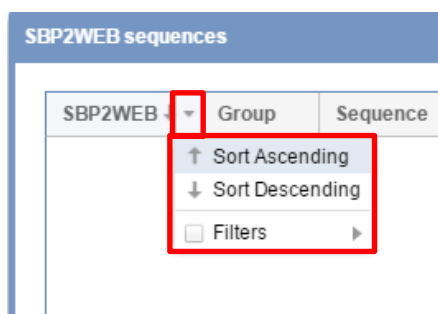 SBP2WEB sequences
SBP2WEB Group Sequence
Sort Ascending
Sort Descending
Filters